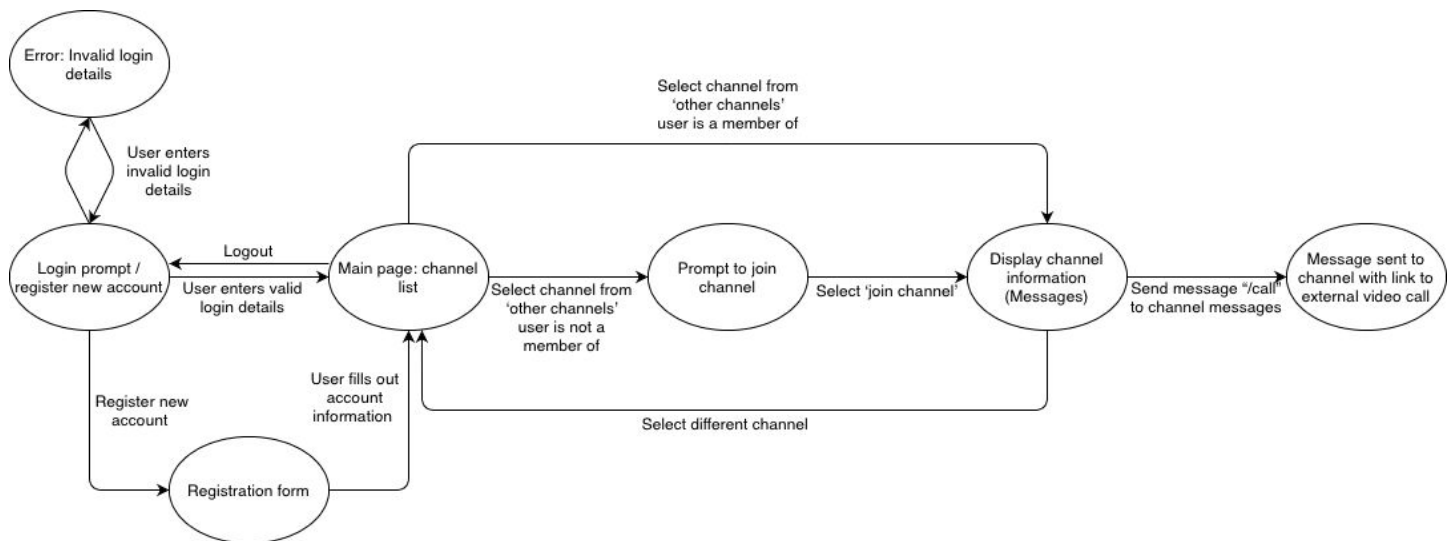 Error: Invalid login
details
Select channel from
‘other channels’
user is a member of
User enters
invalid login
details
Login prompt /
register new account
Logout
User enters valid
login details
Main page: channel
list
Select channel from
‘other channels’
user is not a
member of
Prompt to join
channel
Select ‘join channel’
Display channel
information
(Messages)
Send message “/call”
to channel messages
Message sent to
channel with link to
external video call
Register new
account
User fills out
account
information
Select different channel
Registration form